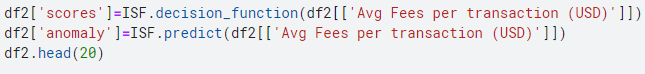 df2['scores']=ISF.decision_function(df2[['Avg Fees per transaction (USD)']])
df2['anomaly']=ISF.predict(df2[['Avg Fees per transaction (USD)']])
df2.head(20)